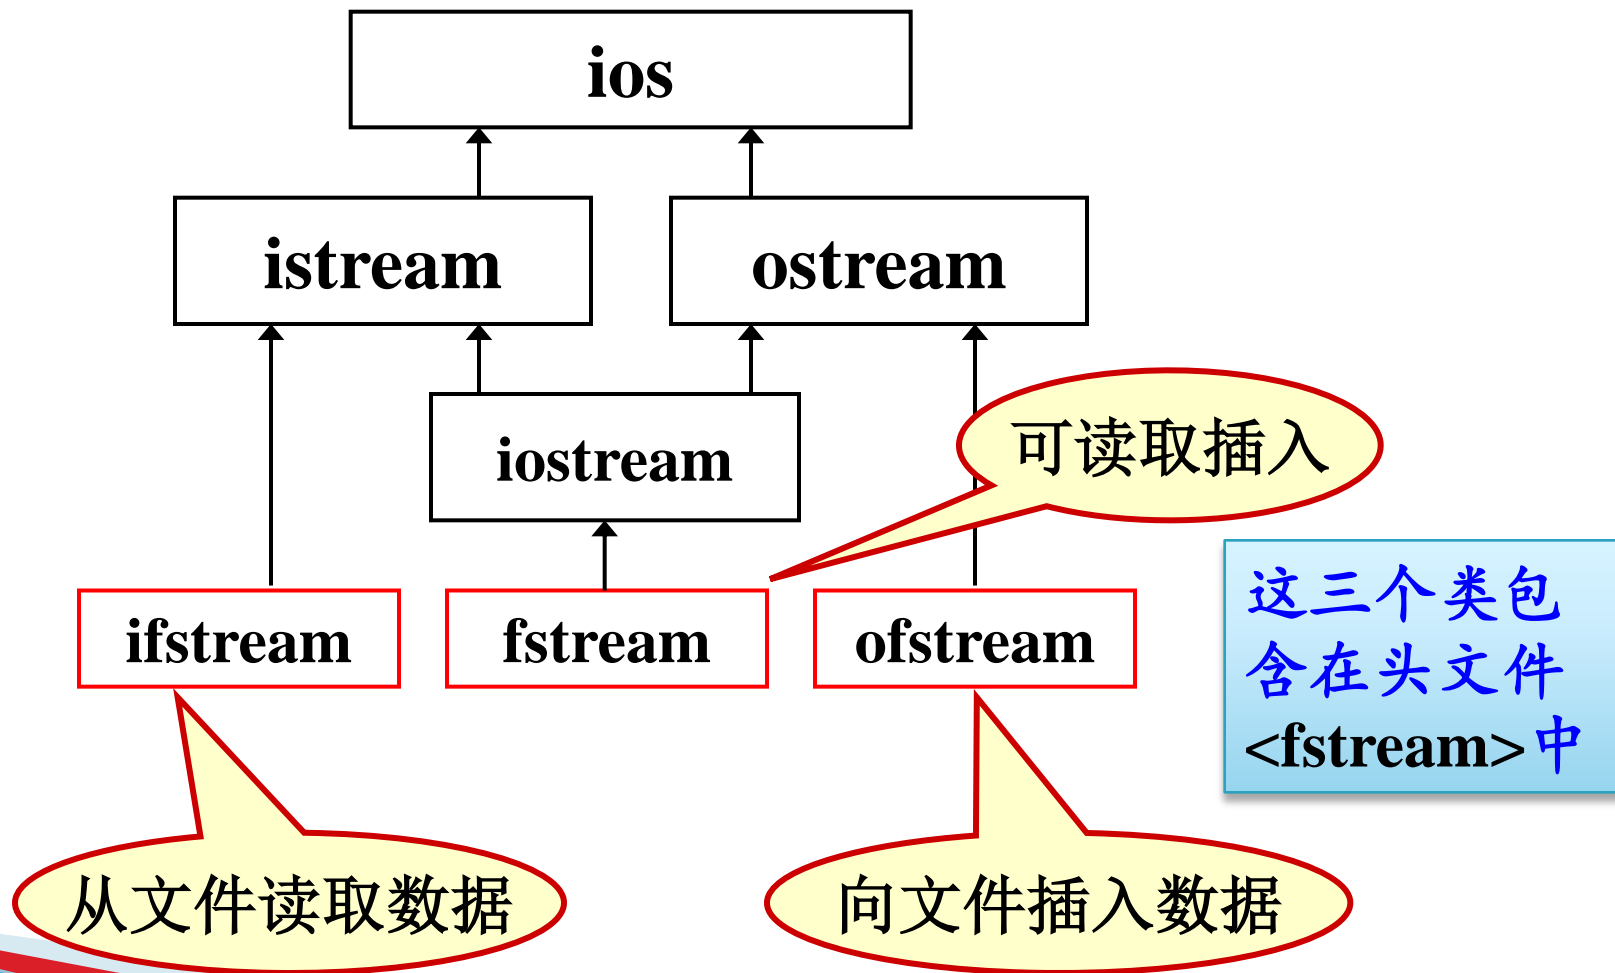 ios
istream
ostream
iostream
可读取插入
ifstream
fstream
ofstream
这三个类包
含在头文件
<fstream>中
从文件读取数据
向文件插入数据